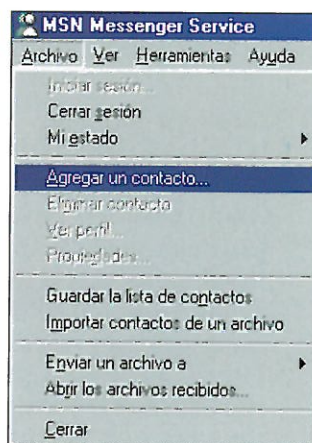 MSN Messenger Service
Archivo Ver Herramientas Ayuda
Iniciar sesión...
Cerrar sesión
Mi estado
Agregar un contacto...
Eliminar contacto
Ver perfil...
Propiedades...
Guardar la lista de contactos
Importar contactos de un archivo
Enviar un archivo a
Abrir los archivos recibidos...
Cerrar